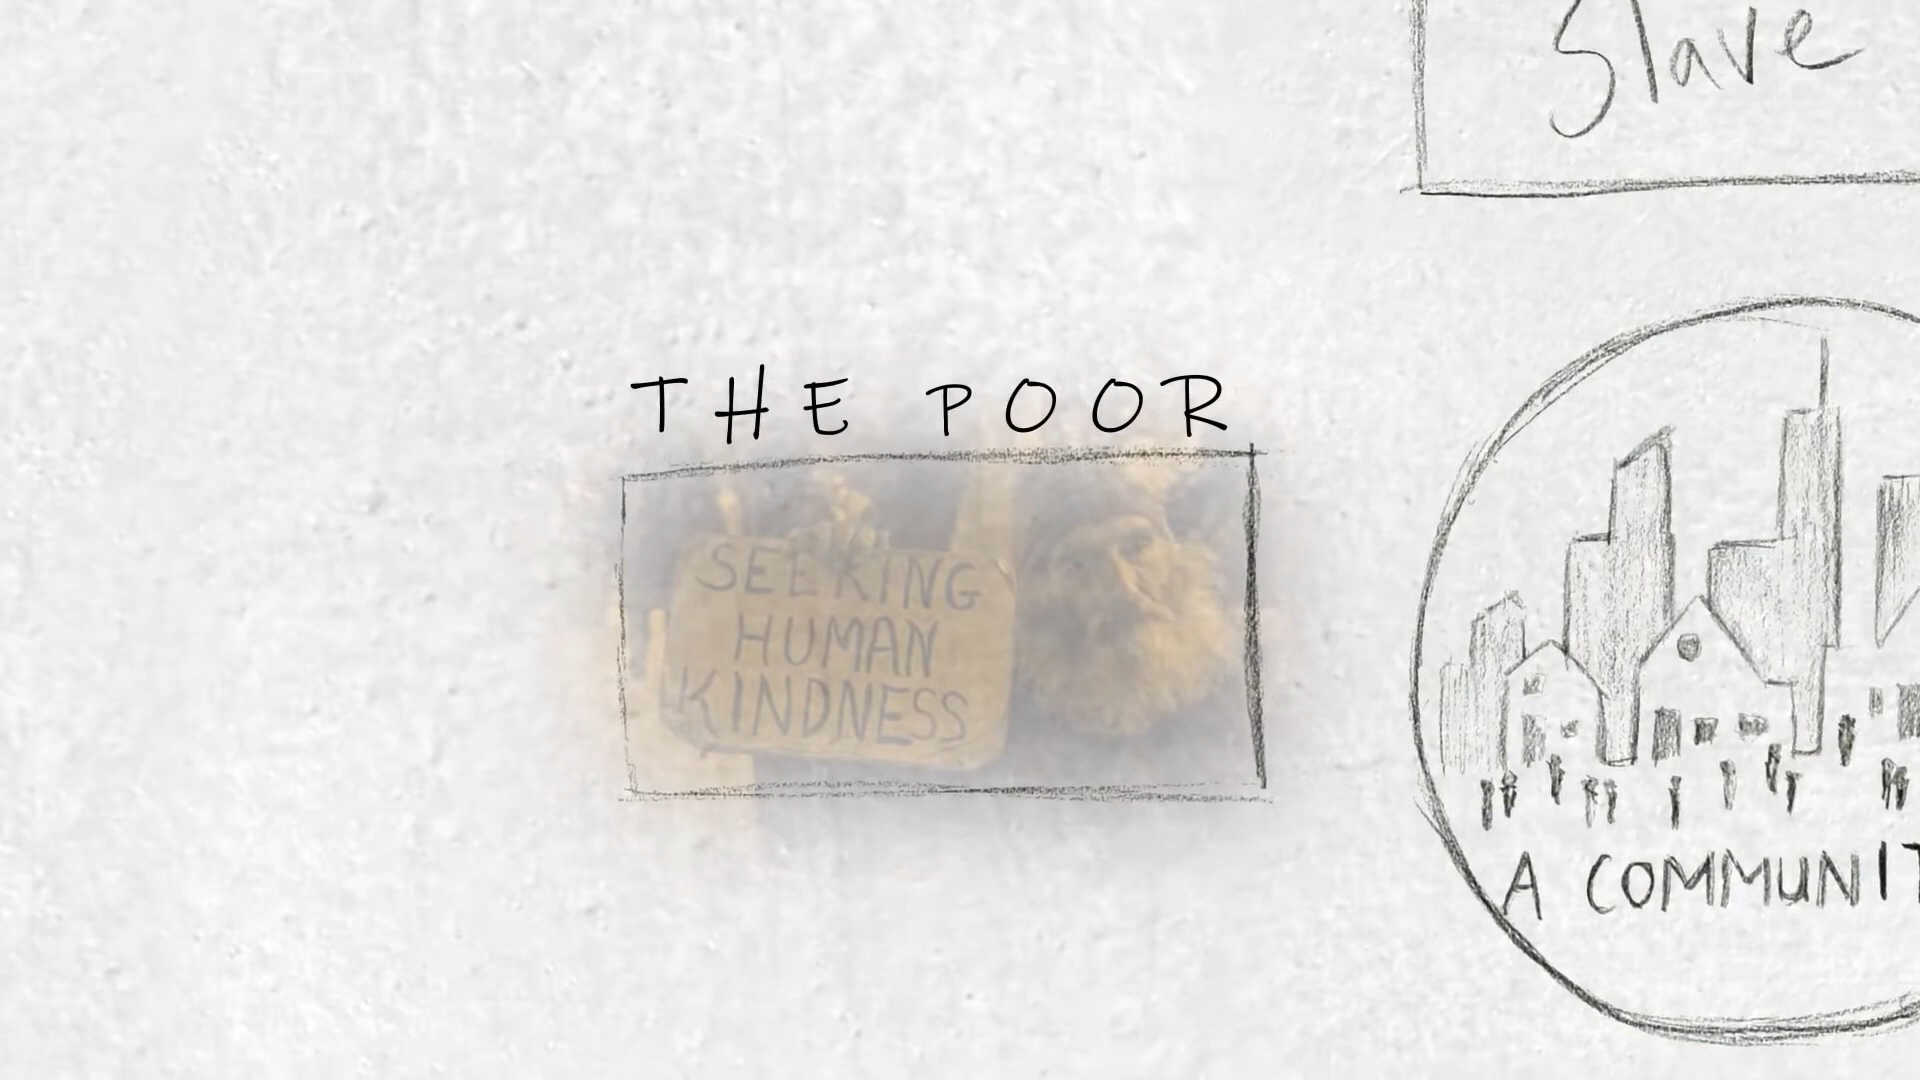 Slave
THE POOR
SEEKING
HUMAN
KINDNESS
A COMMUNIT